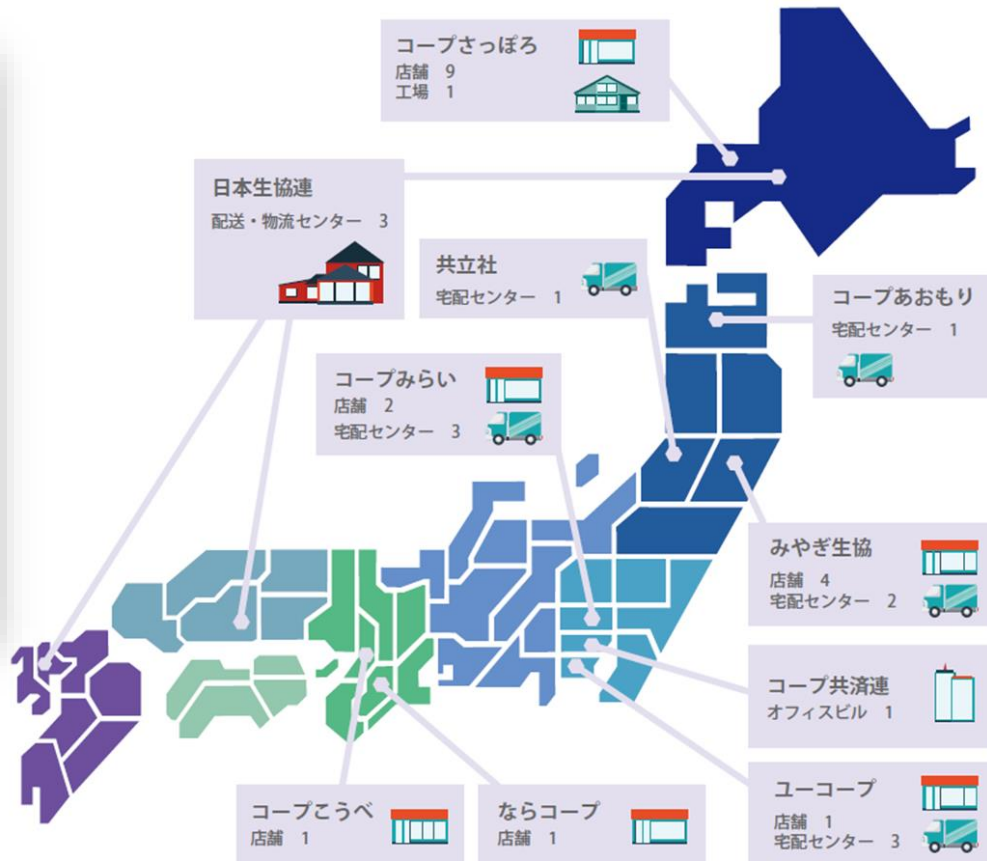 コープさっぽろ
店舗 9
工場 1
日本生協連
配送・物流センター 3
共立社
宅配センター 1
コープあおもり
宅配センター 1
コープみらい
店舗 2
宅配センター 3
みやぎ生協
店舗 4
宅配センター 2
コープ共済連
オフィスビル 1
ユーコープ
店舗 1
宅配センター 3
コープこうべ
店舗 1
ならコープ
店舗 1